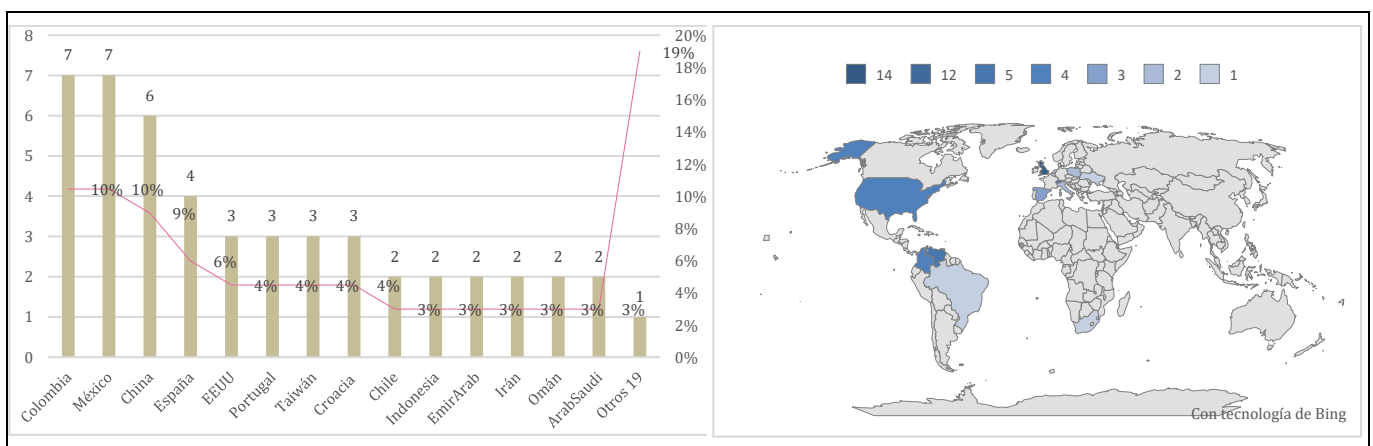 8
7
6
5
4
3
2
1
0
20%
18%
16%
14%
12%
10%
8%
6%
4%
2%
0%
7 7 6 4 3 3 3 3 2 2 2 2 2 2 1
10% 10% 9% 6% 4% 4% 4% 4% 3% 3% 3% 3% 3% 3% 19%
Colombia
México
China
España
EEUU
Portugal
Taiwán
Croacia
Chile
Indonesia
EmirArab
Irán
Omán
ArabSaudi
Otros 19
14 12 5 4 3 2 1
Con tecnología de Bing